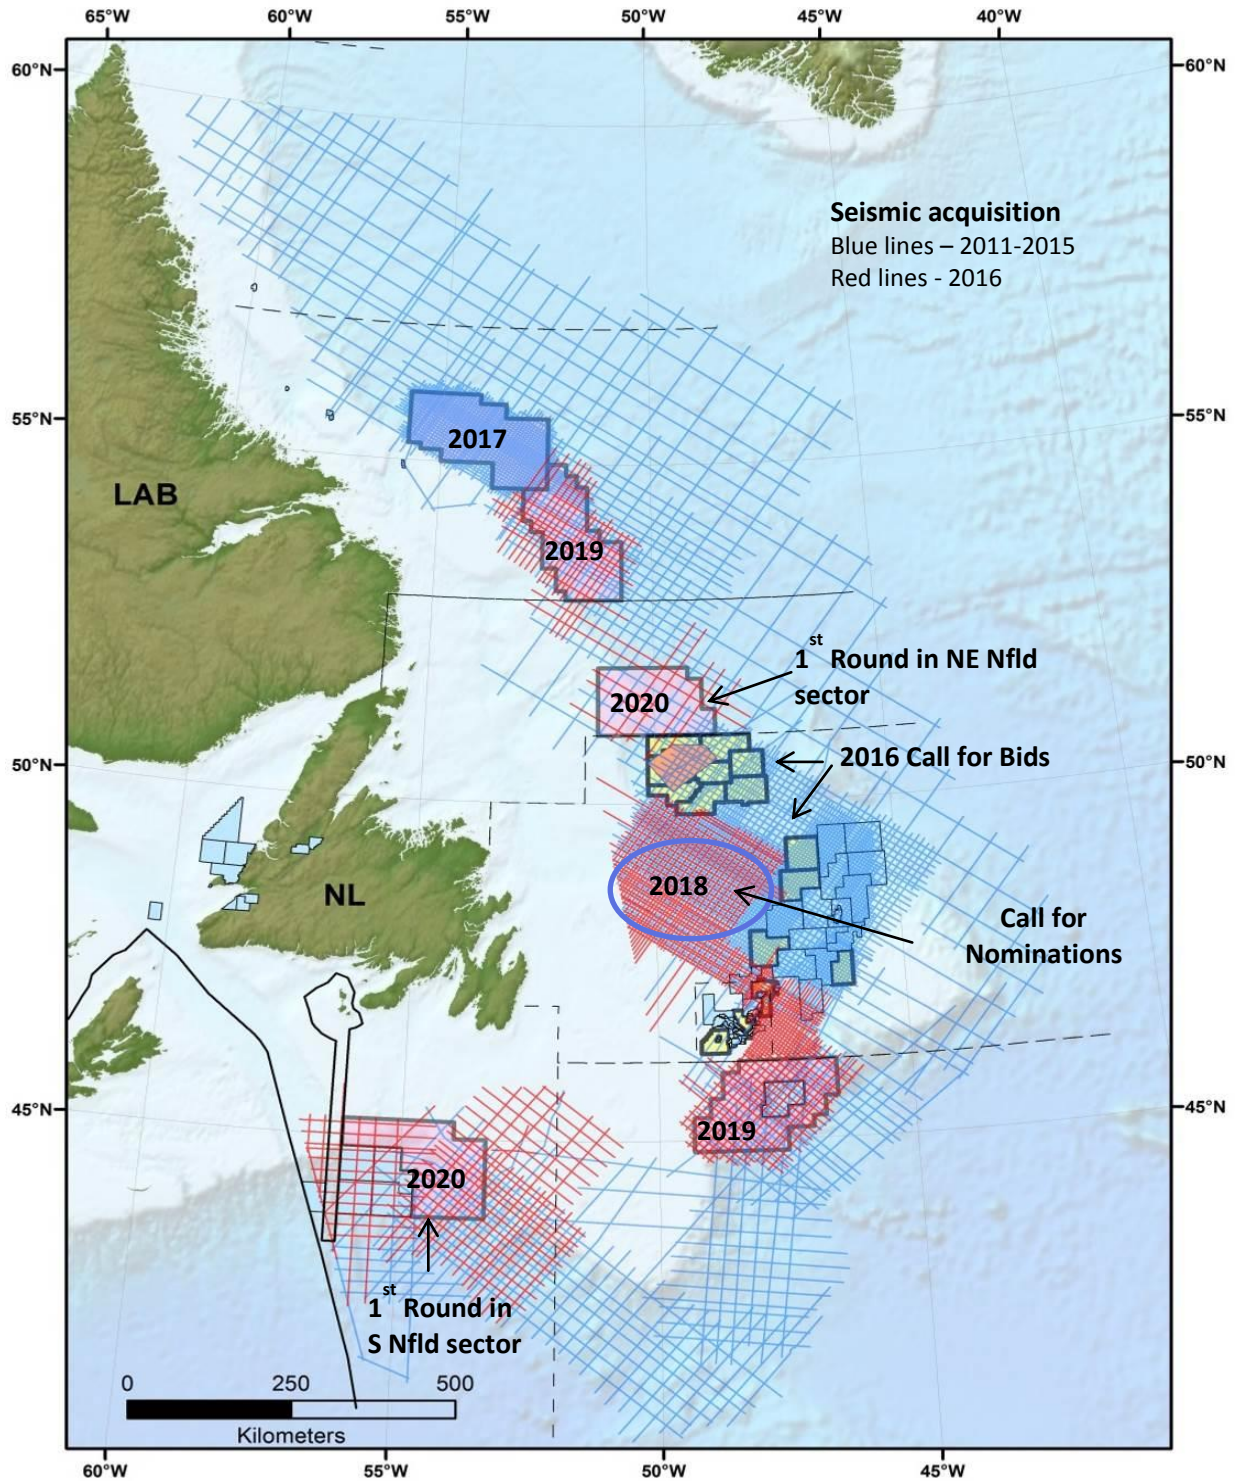 65°W 60°W 55°W 50°W 45°W 40°W
60°N 60°N
Seismic acquisition
Blue lines – 2011-2015
Red lines - 2016
55°N 55°N
2017
LAB
2019
1st Round in NE Nfld
sector
2020
50°N 50°N
2016 Call for Bids
2018
NL
Call for
Nominations
45°N 45°N
2019
2020
1st Round in
S Nfld sector
0 250 500
Kilometers
60°W 55°W 50°W 45°W